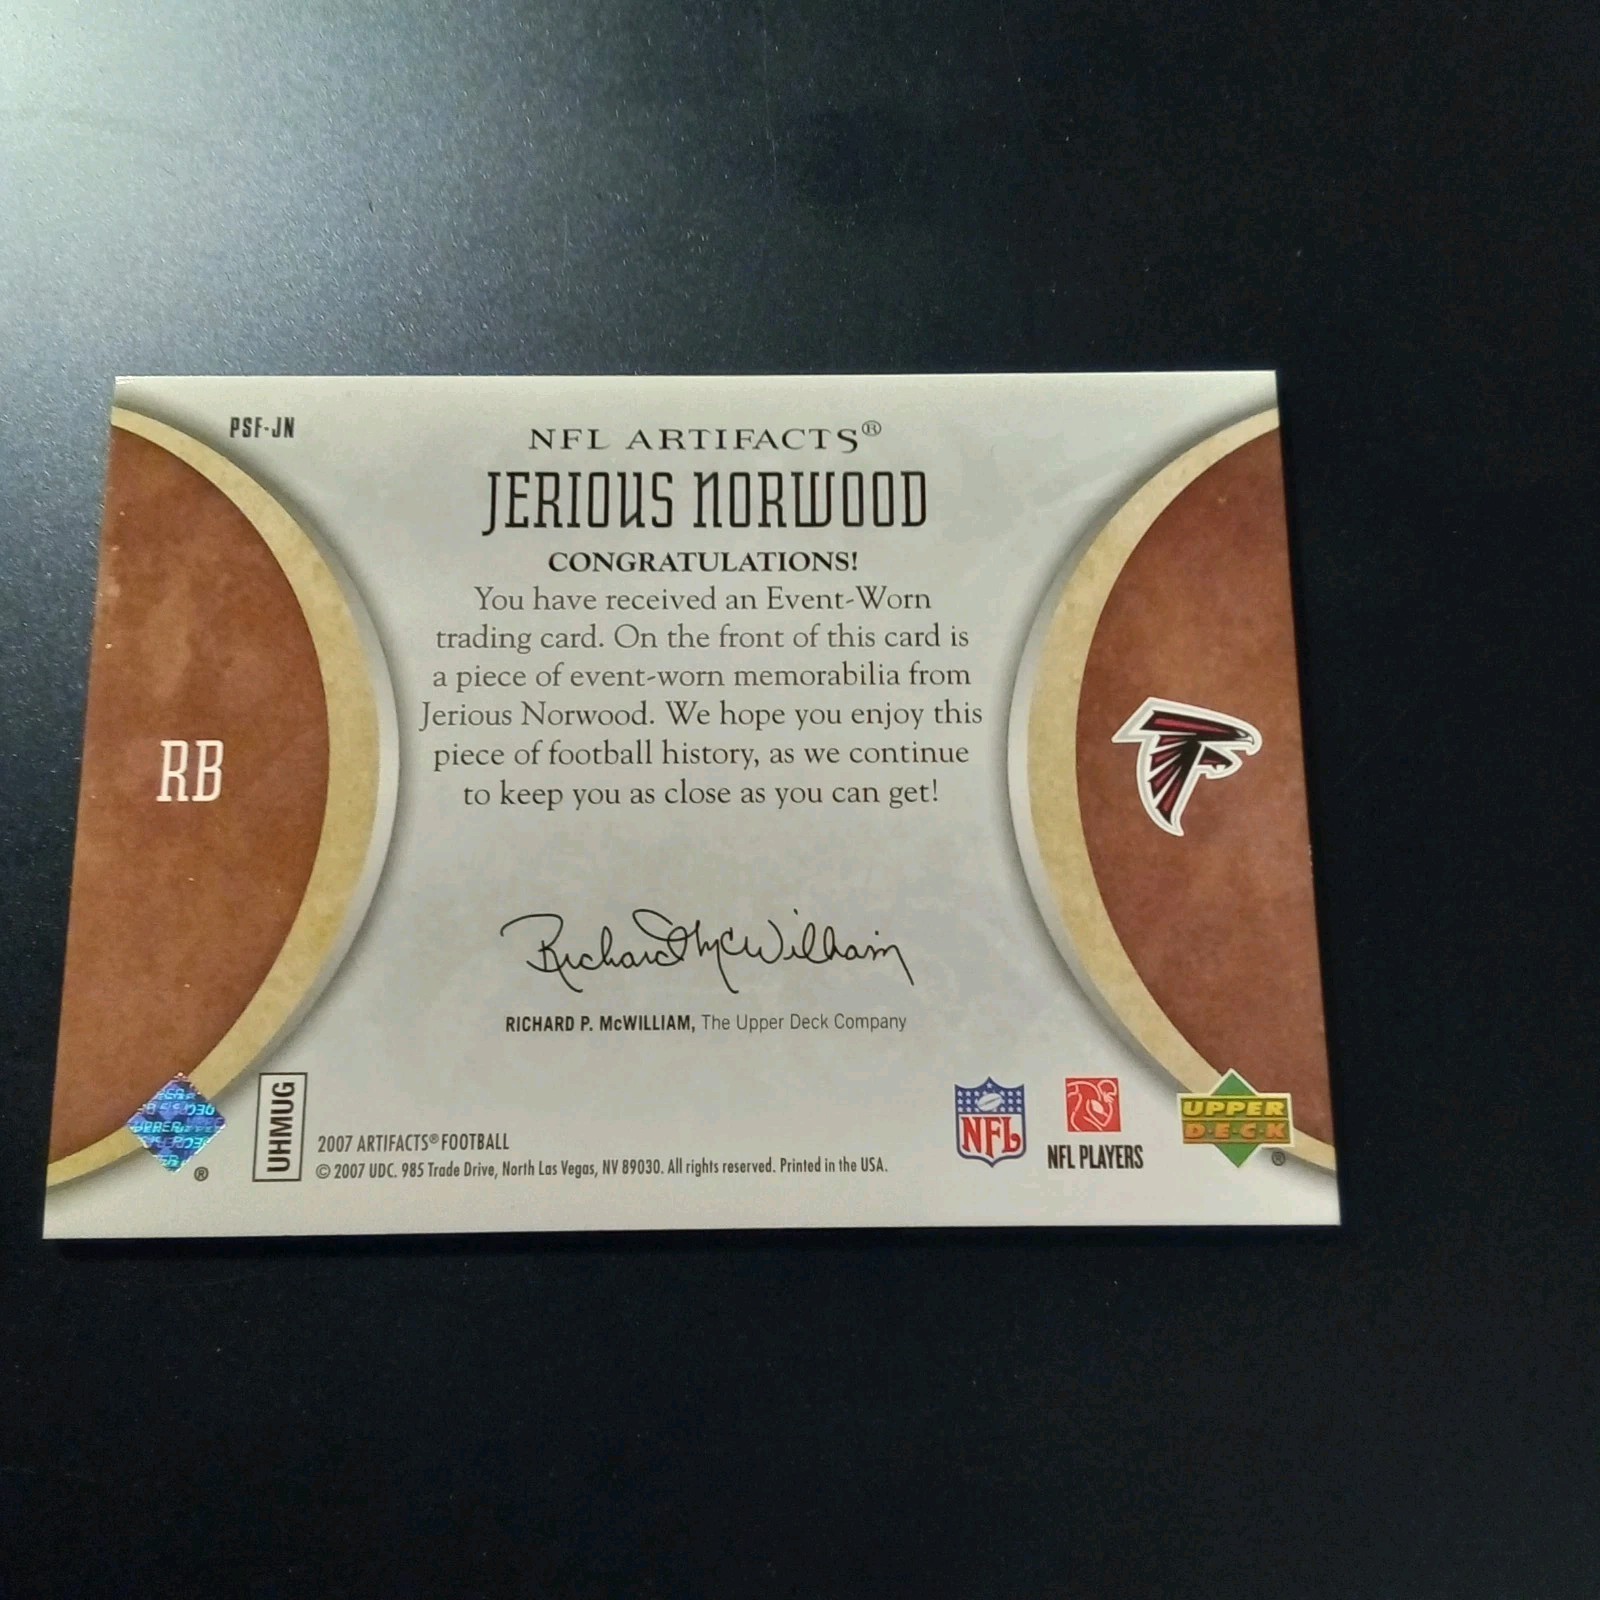 PSF-JN
NFL ARTIFACTS®
JERIOUS NORWOOD
CONGRATULATIONS!
You have received an Event-Worn
trading card. On the front of this card is
a piece of event-worn memorabilia from
Jerious Norwood. We hope you enjoy this
piece of football history, as we continue
to keep you as close as you can get!
RB
Richard McWilliam
RICHARD P. McWILLIAM, The Upper Deck Company
UHMUG
2007 ARTIFACTS® FOOTBALL
© 2007 UDC. 985 Trade Drive, North Las Vegas, NV 89030. All rights reserved. Printed in the USA.
®
NFL
NFL PLAYERS
UPPER
DECK
®